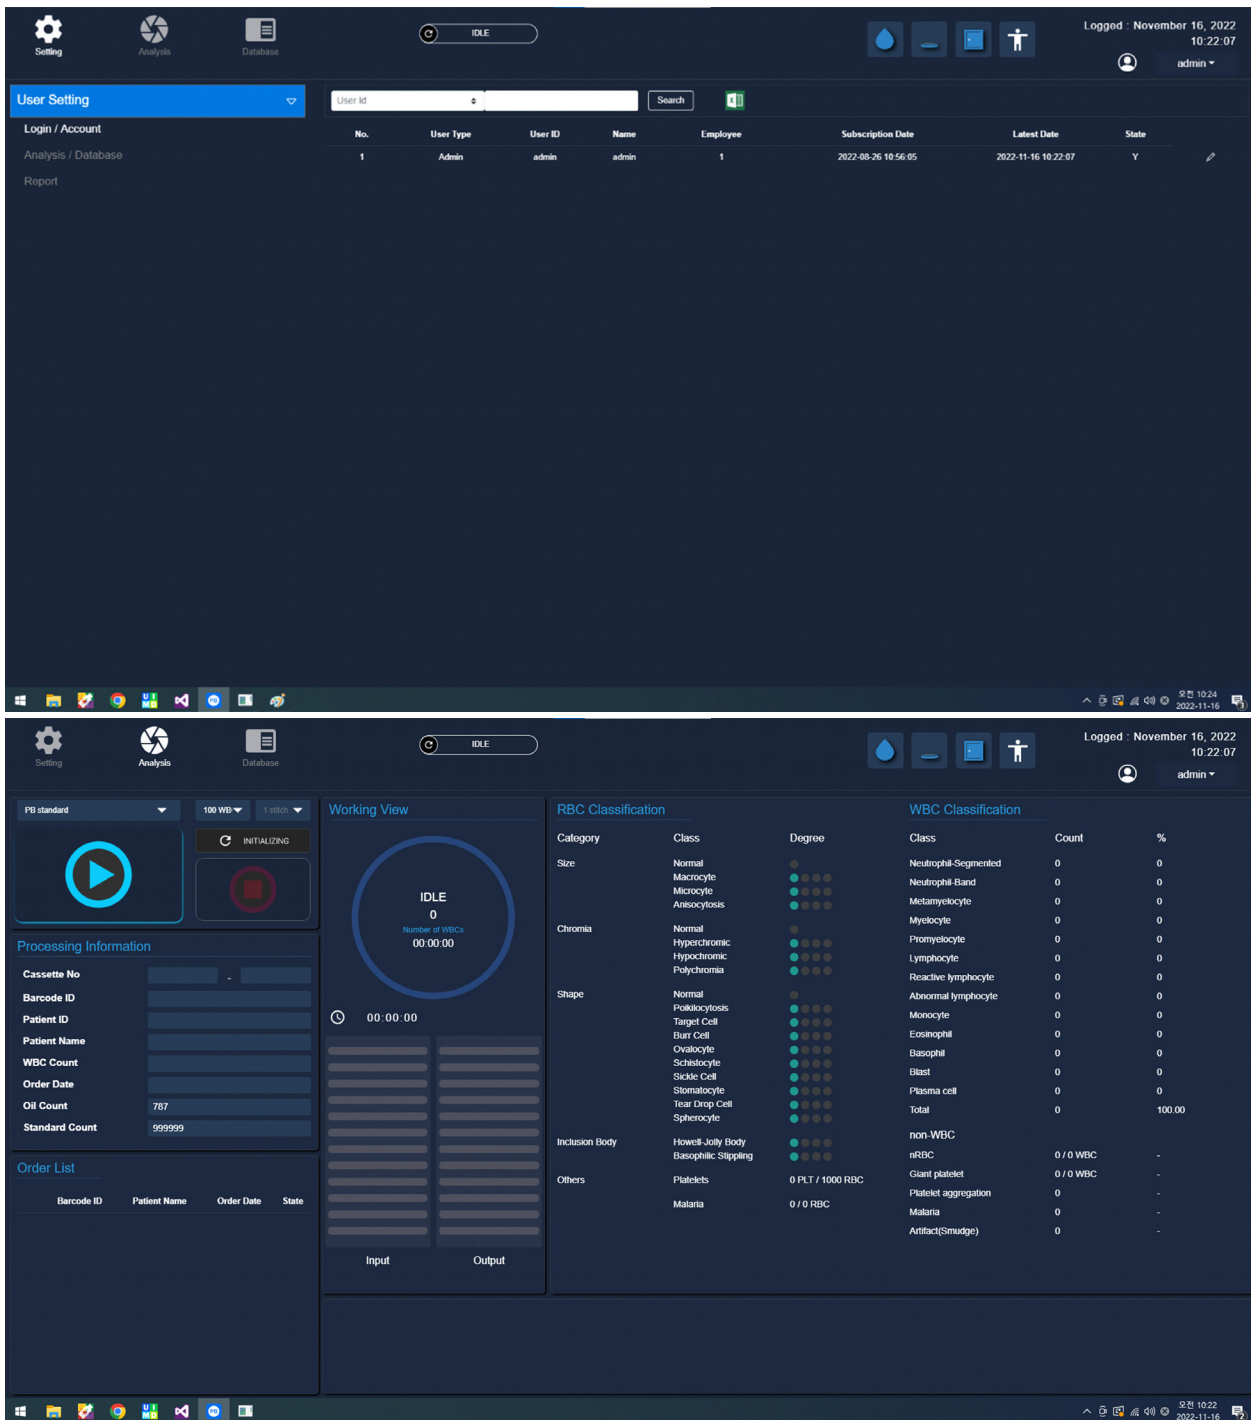 Logged : November 16, 2022
10:22:07
Setting
Analysis
Database
IDLE
admin
User Setting
User Id
Search
Login / Account
Analysis / Database
Report
No. User Type User ID Name Employee Subscription Date Latest Date State
1 Admin admin admin 1 2022-08-26 10:56:05 2022-11-16 10:22:07 Y
오전 10:24
2022-11-16
Logged : November 16, 2022
10:22:07
Setting
Analysis
Database
IDLE
admin
PB standard
100 WB
1 stitch
INITIALIZING
Processing Information
Cassette No -
Barcode ID
Patient ID
Patient Name
WBC Count
Order Date
Oil Count 787
Standard Count 999999
Order List
Barcode ID Patient Name Order Date State
Working View
IDLE
0
Number of WBCs
00:00:00
00:00:00
Input Output
RBC Classification
Category Class Degree
Size Normal
Macrocyte
Microcyte
Anisocytosis
Chromia Normal
Hyperchromic
Hypochromic
Polychromia
Shape Normal
Poikilocytosis
Target Cell
Burr Cell
Ovalocyte
Schistocyte
Sickle Cell
Stomatocyte
Tear Drop Cell
Spherocyte
Inclusion Body Howell-Jolly Body
Basophilic Stippling
Others Platelets 0 PLT / 1000 RBC
Malaria 0 / 0 RBC
WBC Classification
Class Count %
Neutrophil-Segmented 0 0
Neutrophil-Band 0 0
Metamyelocyte 0 0
Myelocyte 0 0
Promyelocyte 0 0
Lymphocyte 0 0
Reactive lymphocyte 0 0
Abnormal lymphocyte 0 0
Monocyte 0 0
Eosinophil 0 0
Basophil 0 0
Blast 0 0
Plasma cell 0 0
Total 0 100.00
non-WBC
nRBC 0 / 0 WBC -
Giant platelet 0 / 0 WBC -
Platelet aggregation 0 -
Malaria 0 -
Artifact(Smudge) 0 -
오전 10:22
2022-11-16